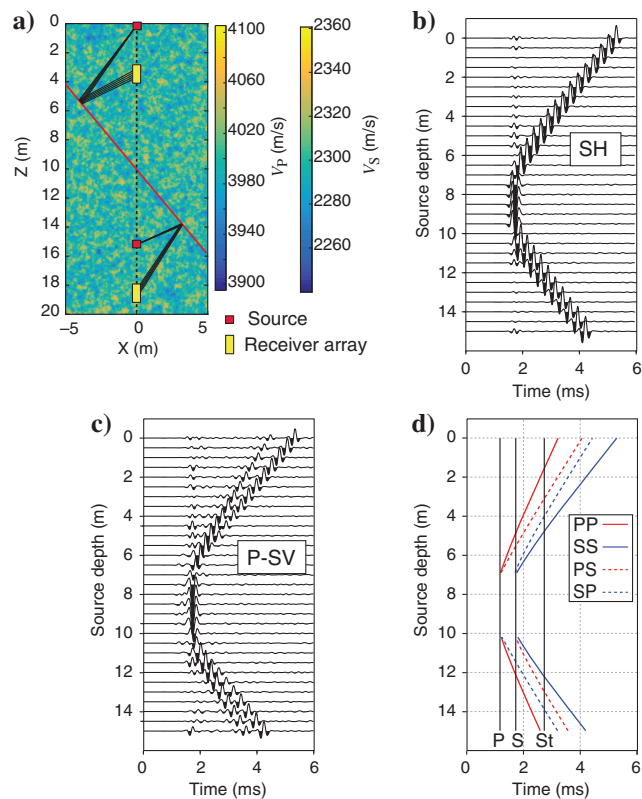 a)
0
2
4
6
8
10
12
14
16
18
20
Z (m)
−5
0
5
X (m)
4100
4060
4020
3980
3940
3900
V_P (m/s)
2360
2340
2320
2300
2280
2260
V_S (m/s)
Source
Receiver array
b)
0
2
4
6
8
10
12
14
Source depth (m)
SH
0
2
4
6
Time (ms)
c)
0
2
4
6
8
10
12
14
Source depth (m)
P-SV
0
2
4
6
Time (ms)
d)
0
2
4
6
8
10
12
14
Source depth (m)
PP
SS
PS
SP
P
S
St
0
2
4
6
Time (ms)